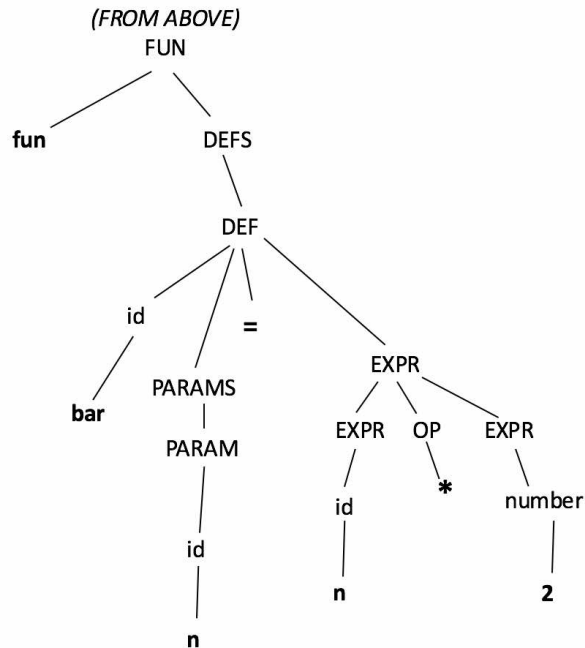 (FROM ABOVE)
FUN
fun DEFS
DEF
id =
EXPR
PARAMS
bar
EXPR OP EXPR
PARAM
*
id number
id
n 2
n